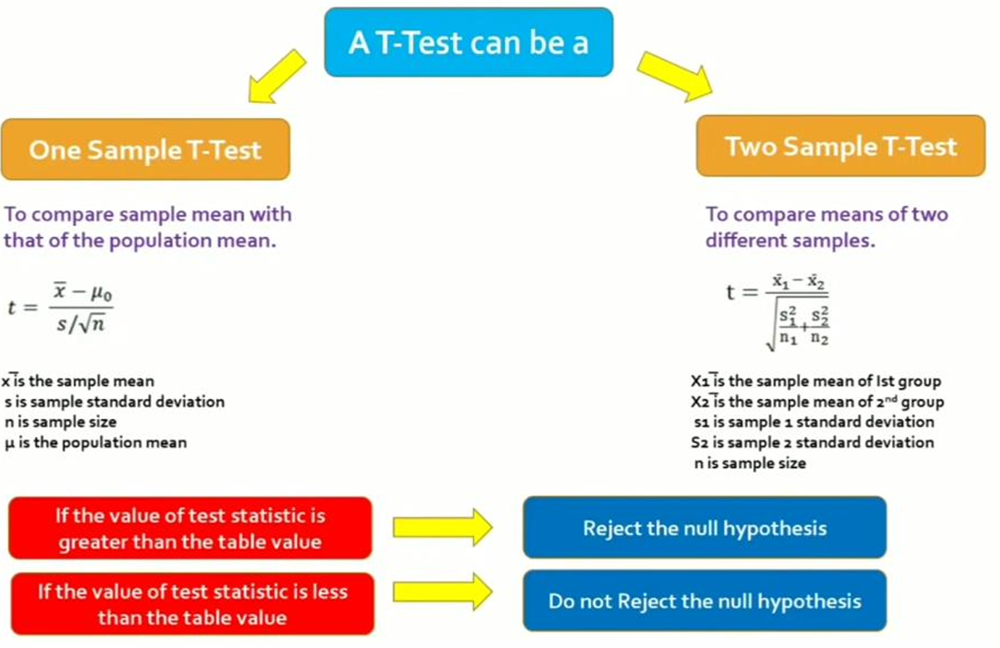 A T-Test can be a
One Sample T-Test
To compare sample mean with
that of the population mean.
t = (x̄ − μ₀) / (s/√n)
x̅ is the sample mean
s is sample standard deviation
n is sample size
μ is the population mean
Two Sample T-Test
To compare means of two
different samples.
t = (x̄₁ − x̄₂) / √(s₁²/n₁ + s₂²/n₂)
X1̅ is the sample mean of Ist group
X2̅ is the sample mean of 2ⁿᵈ group
s1 is sample 1 standard deviation
S2 is sample 2 standard deviation
n is sample size
If the value of test statistic is
greater than the table value
Reject the null hypothesis
If the value of test statistic is less
than the table value
Do not Reject the null hypothesis